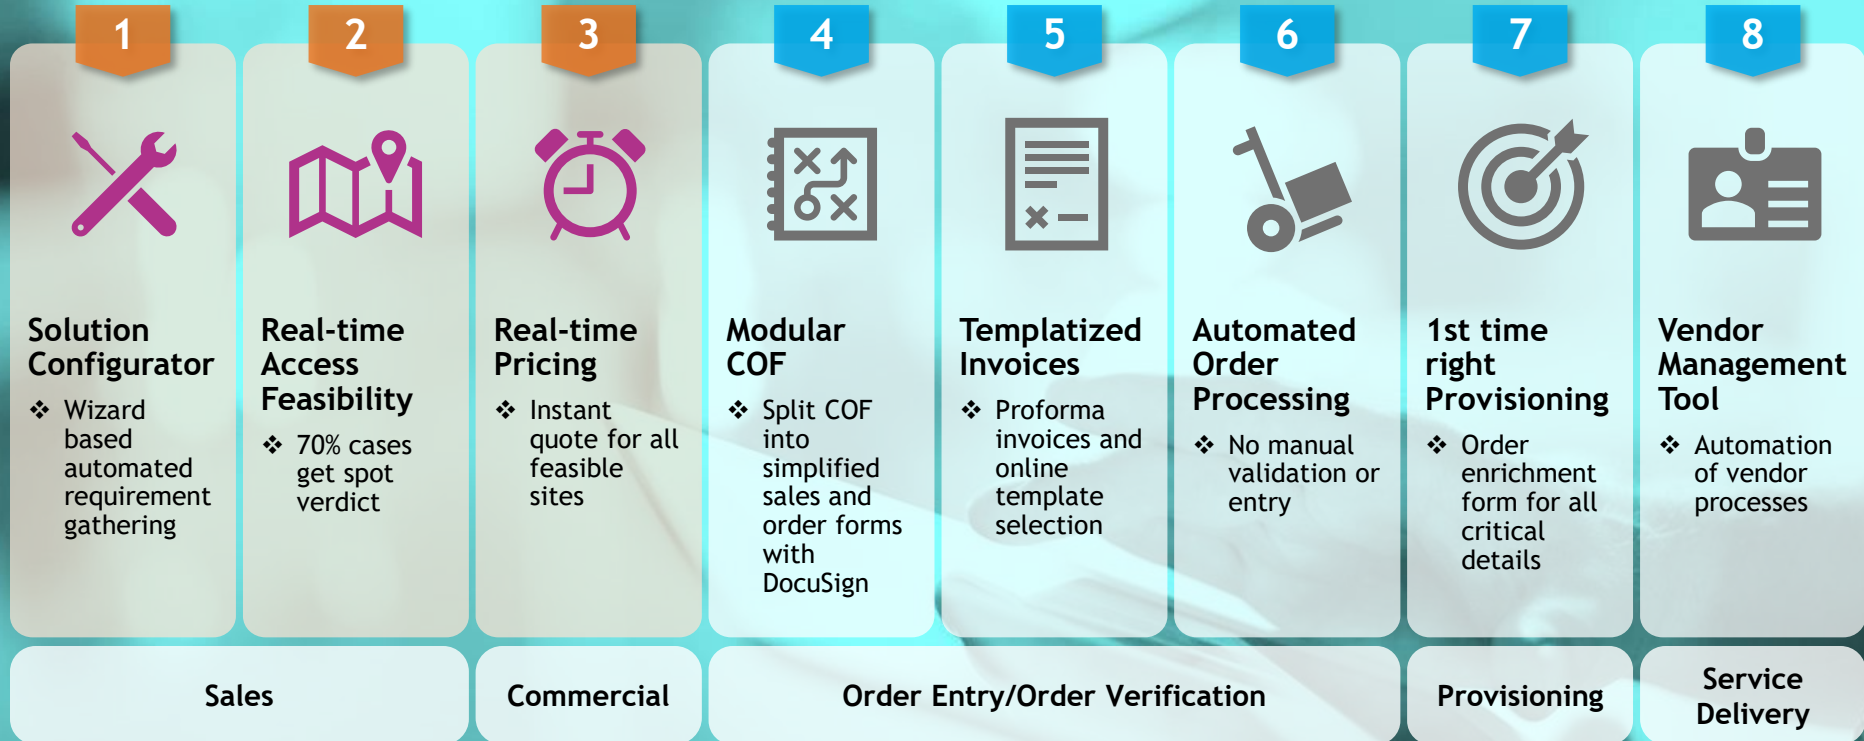 1
Solution
Configurator
❖ Wizard
based
automated
requirement
gathering
2
Real-time
Access
Feasibility
❖ 70% cases
get spot
verdict
3
Real-time
Pricing
❖ Instant
quote for all
feasible
sites
4
Modular
COF
❖ Split COF
into
simplified
sales and
order forms
with
DocuSign
5
Templatized
Invoices
❖ Proforma
invoices and
online
template
selection
6
Automated
Order
Processing
❖ No manual
validation or
entry
7
1st time
right
Provisioning
❖ Order
enrichment
form for all
critical
details
8
Vendor
Management
Tool
❖ Automation
of vendor
processes
Sales
Commercial
Order Entry/Order Verification
Provisioning
Service
Delivery